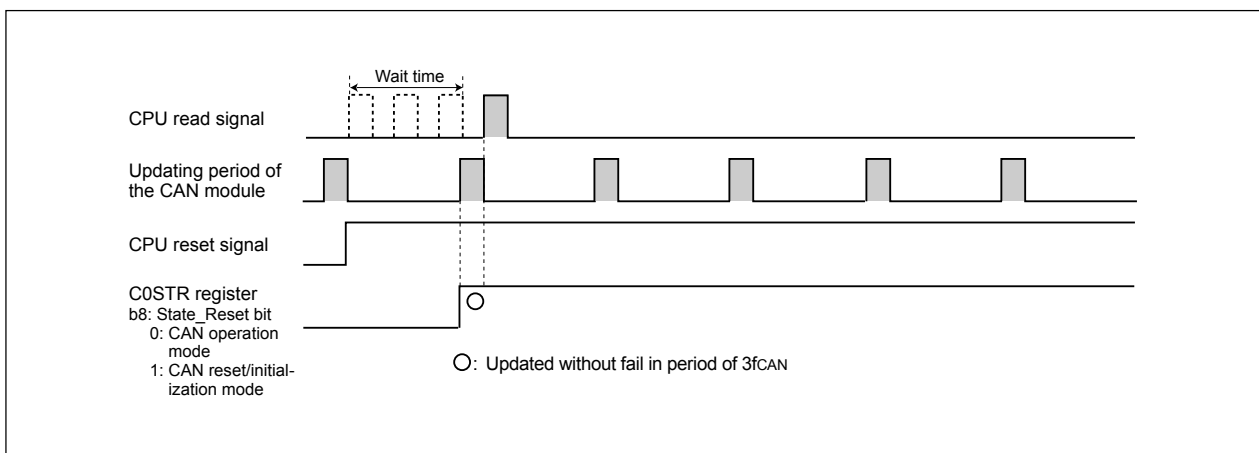 Wait time
CPU read signal
Updating period of
the CAN module
CPU reset signal
C0STR register
b8: State_Reset bit
0: CAN operation
mode
1: CAN reset/initial-
ization mode
○: Updated without fail in period of 3fCAN